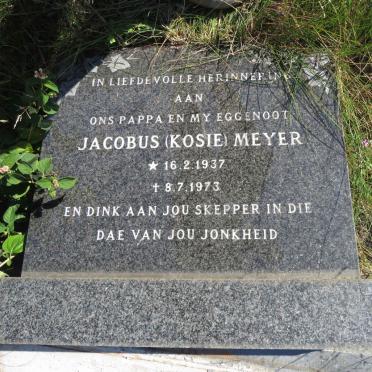 IN LIEFDEVOLLE HERINNERING
AAN
ONS PAPPA EN MY EGGENOOT
JACOBUS (KOSIE) MEYER
★ 16.2.1937
✝ 8.7.1973
EN DINK AAN JOU SKEPPER IN DIE
DAE VAN JOU JONKHEID